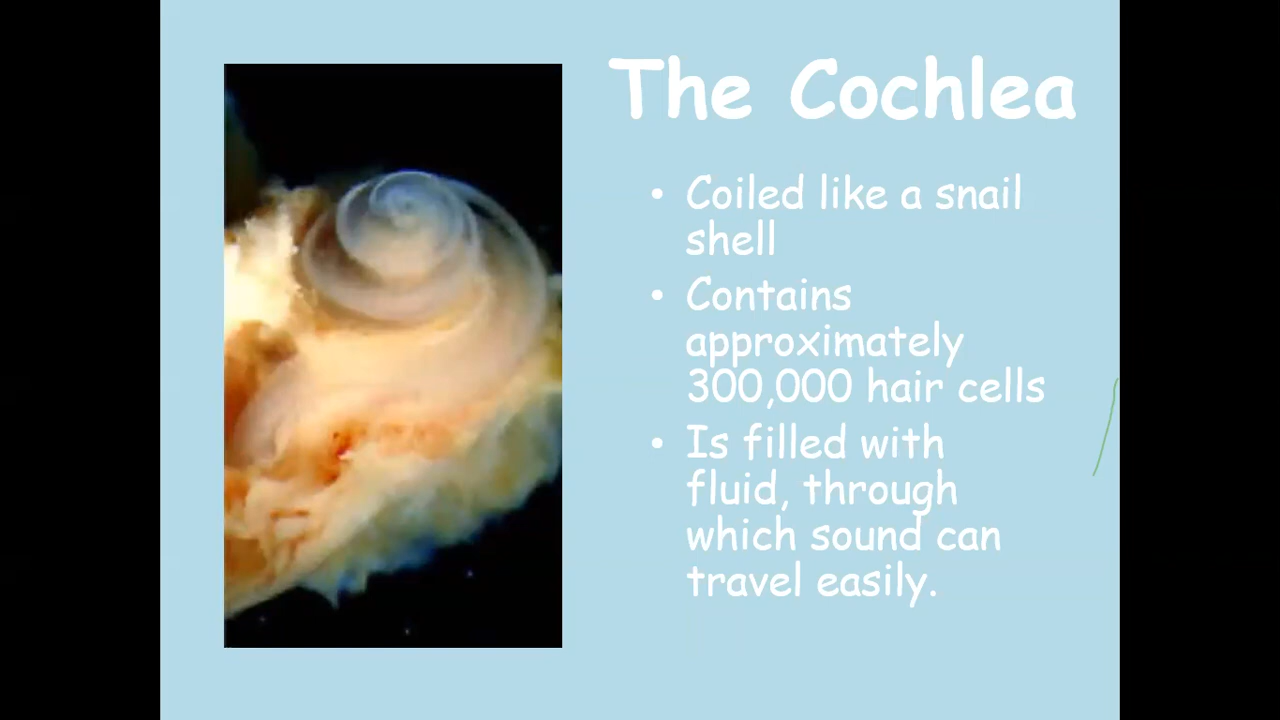 The Cochlea
• Coiled like a snail
shell
• Contains
approximately
300,000 hair cells
• Is filled with
fluid, through
which sound can
travel easily.